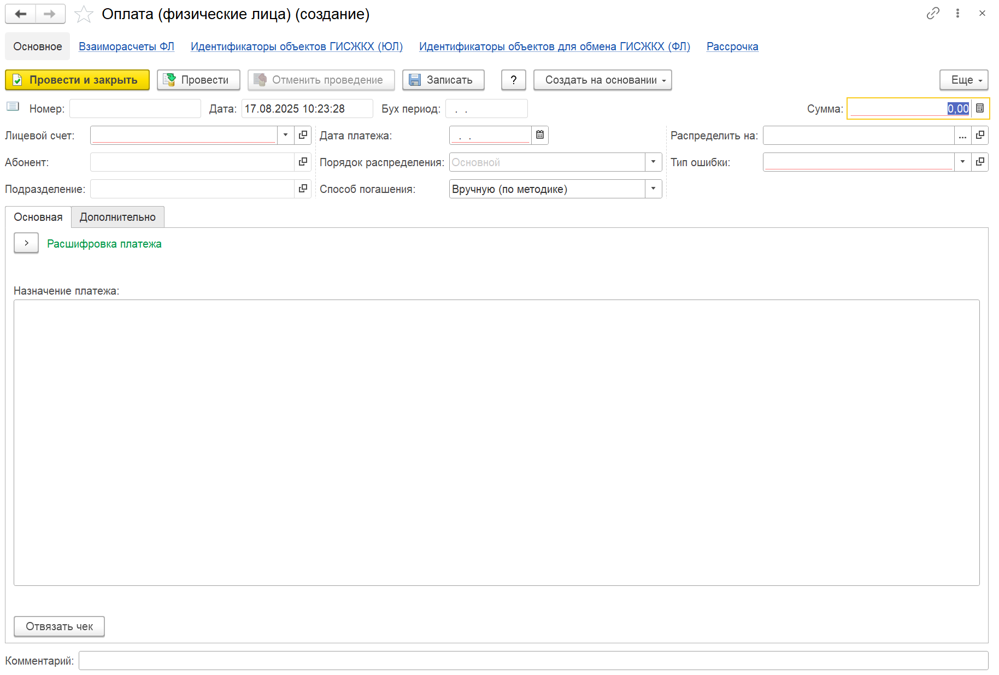 Оплата (физические лица) (создание)
Основное Взаиморасчеты ФЛ Идентификаторы объектов ГИСЖКХ (ЮЛ) Идентификаторы объектов для обмена ГИСЖКХ (ФЛ) Рассрочка
Провести и закрыть Провести Отменить проведение Записать ? Создать на основании Еще
Номер: Дата: 17.08.2025 10:23:28 Бух период: . . Сумма: 0,00
Лицевой счет: Дата платежа: . . Распределить на: ...
Абонент: Порядок распределения: Основной Тип ошибки:
Подразделение: Способ погашения: Вручную (по методике)
Основная Дополнительно
Расшифровка платежа
Назначение платежа:
Отвязать чек
Комментарий: